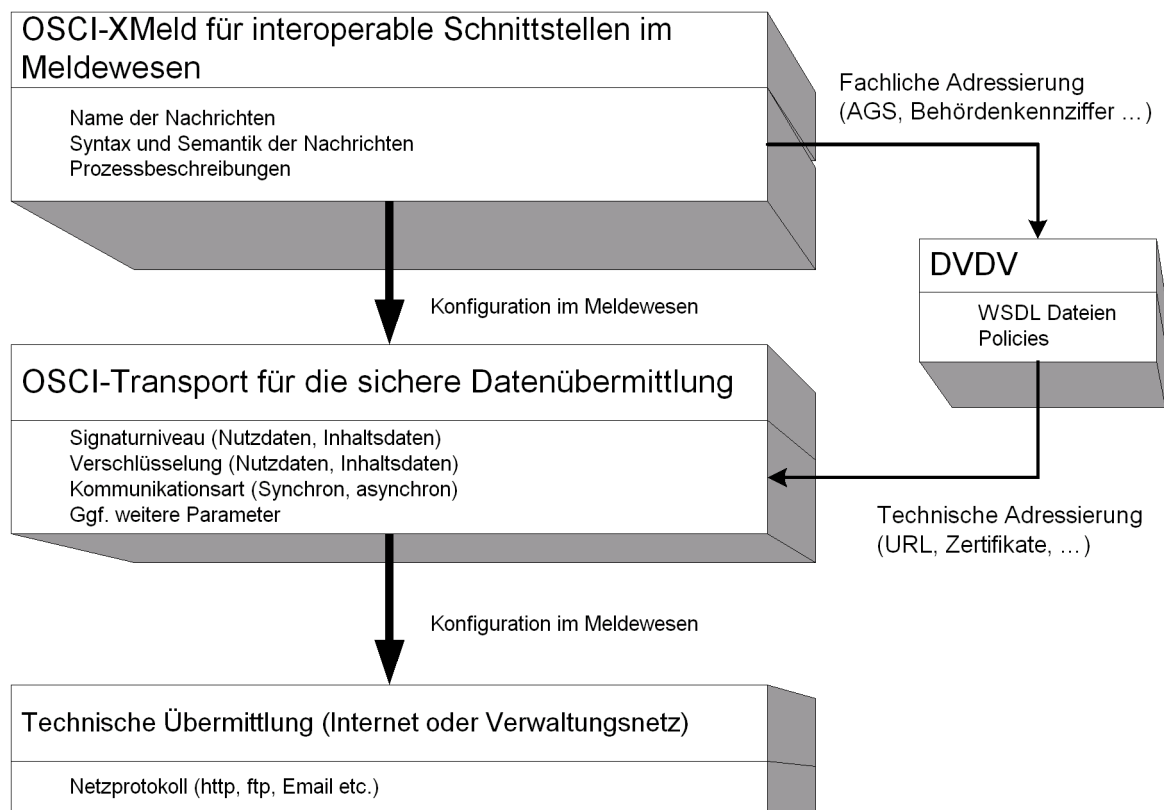 OSCI-XMeld für interoperable Schnittstellen im
Meldewesen
Name der Nachrichten
Syntax und Semantik der Nachrichten
Prozessbeschreibungen
Fachliche Adressierung
(AGS, Behördenkennziffer ...)
DVDV
WSDL Dateien
Policies
Konfiguration im Meldewesen
OSCI-Transport für die sichere Datenübermittlung
Signaturniveau (Nutzdaten, Inhaltsdaten)
Verschlüsselung (Nutzdaten, Inhaltsdaten)
Kommunikationsart (Synchron, asynchron)
Ggf. weitere Parameter
Technische Adressierung
(URL, Zertifikate, ...)
Konfiguration im Meldewesen
Technische Übermittlung (Internet oder Verwaltungsnetz)
Netzprotokoll (http, ftp, Email etc.)